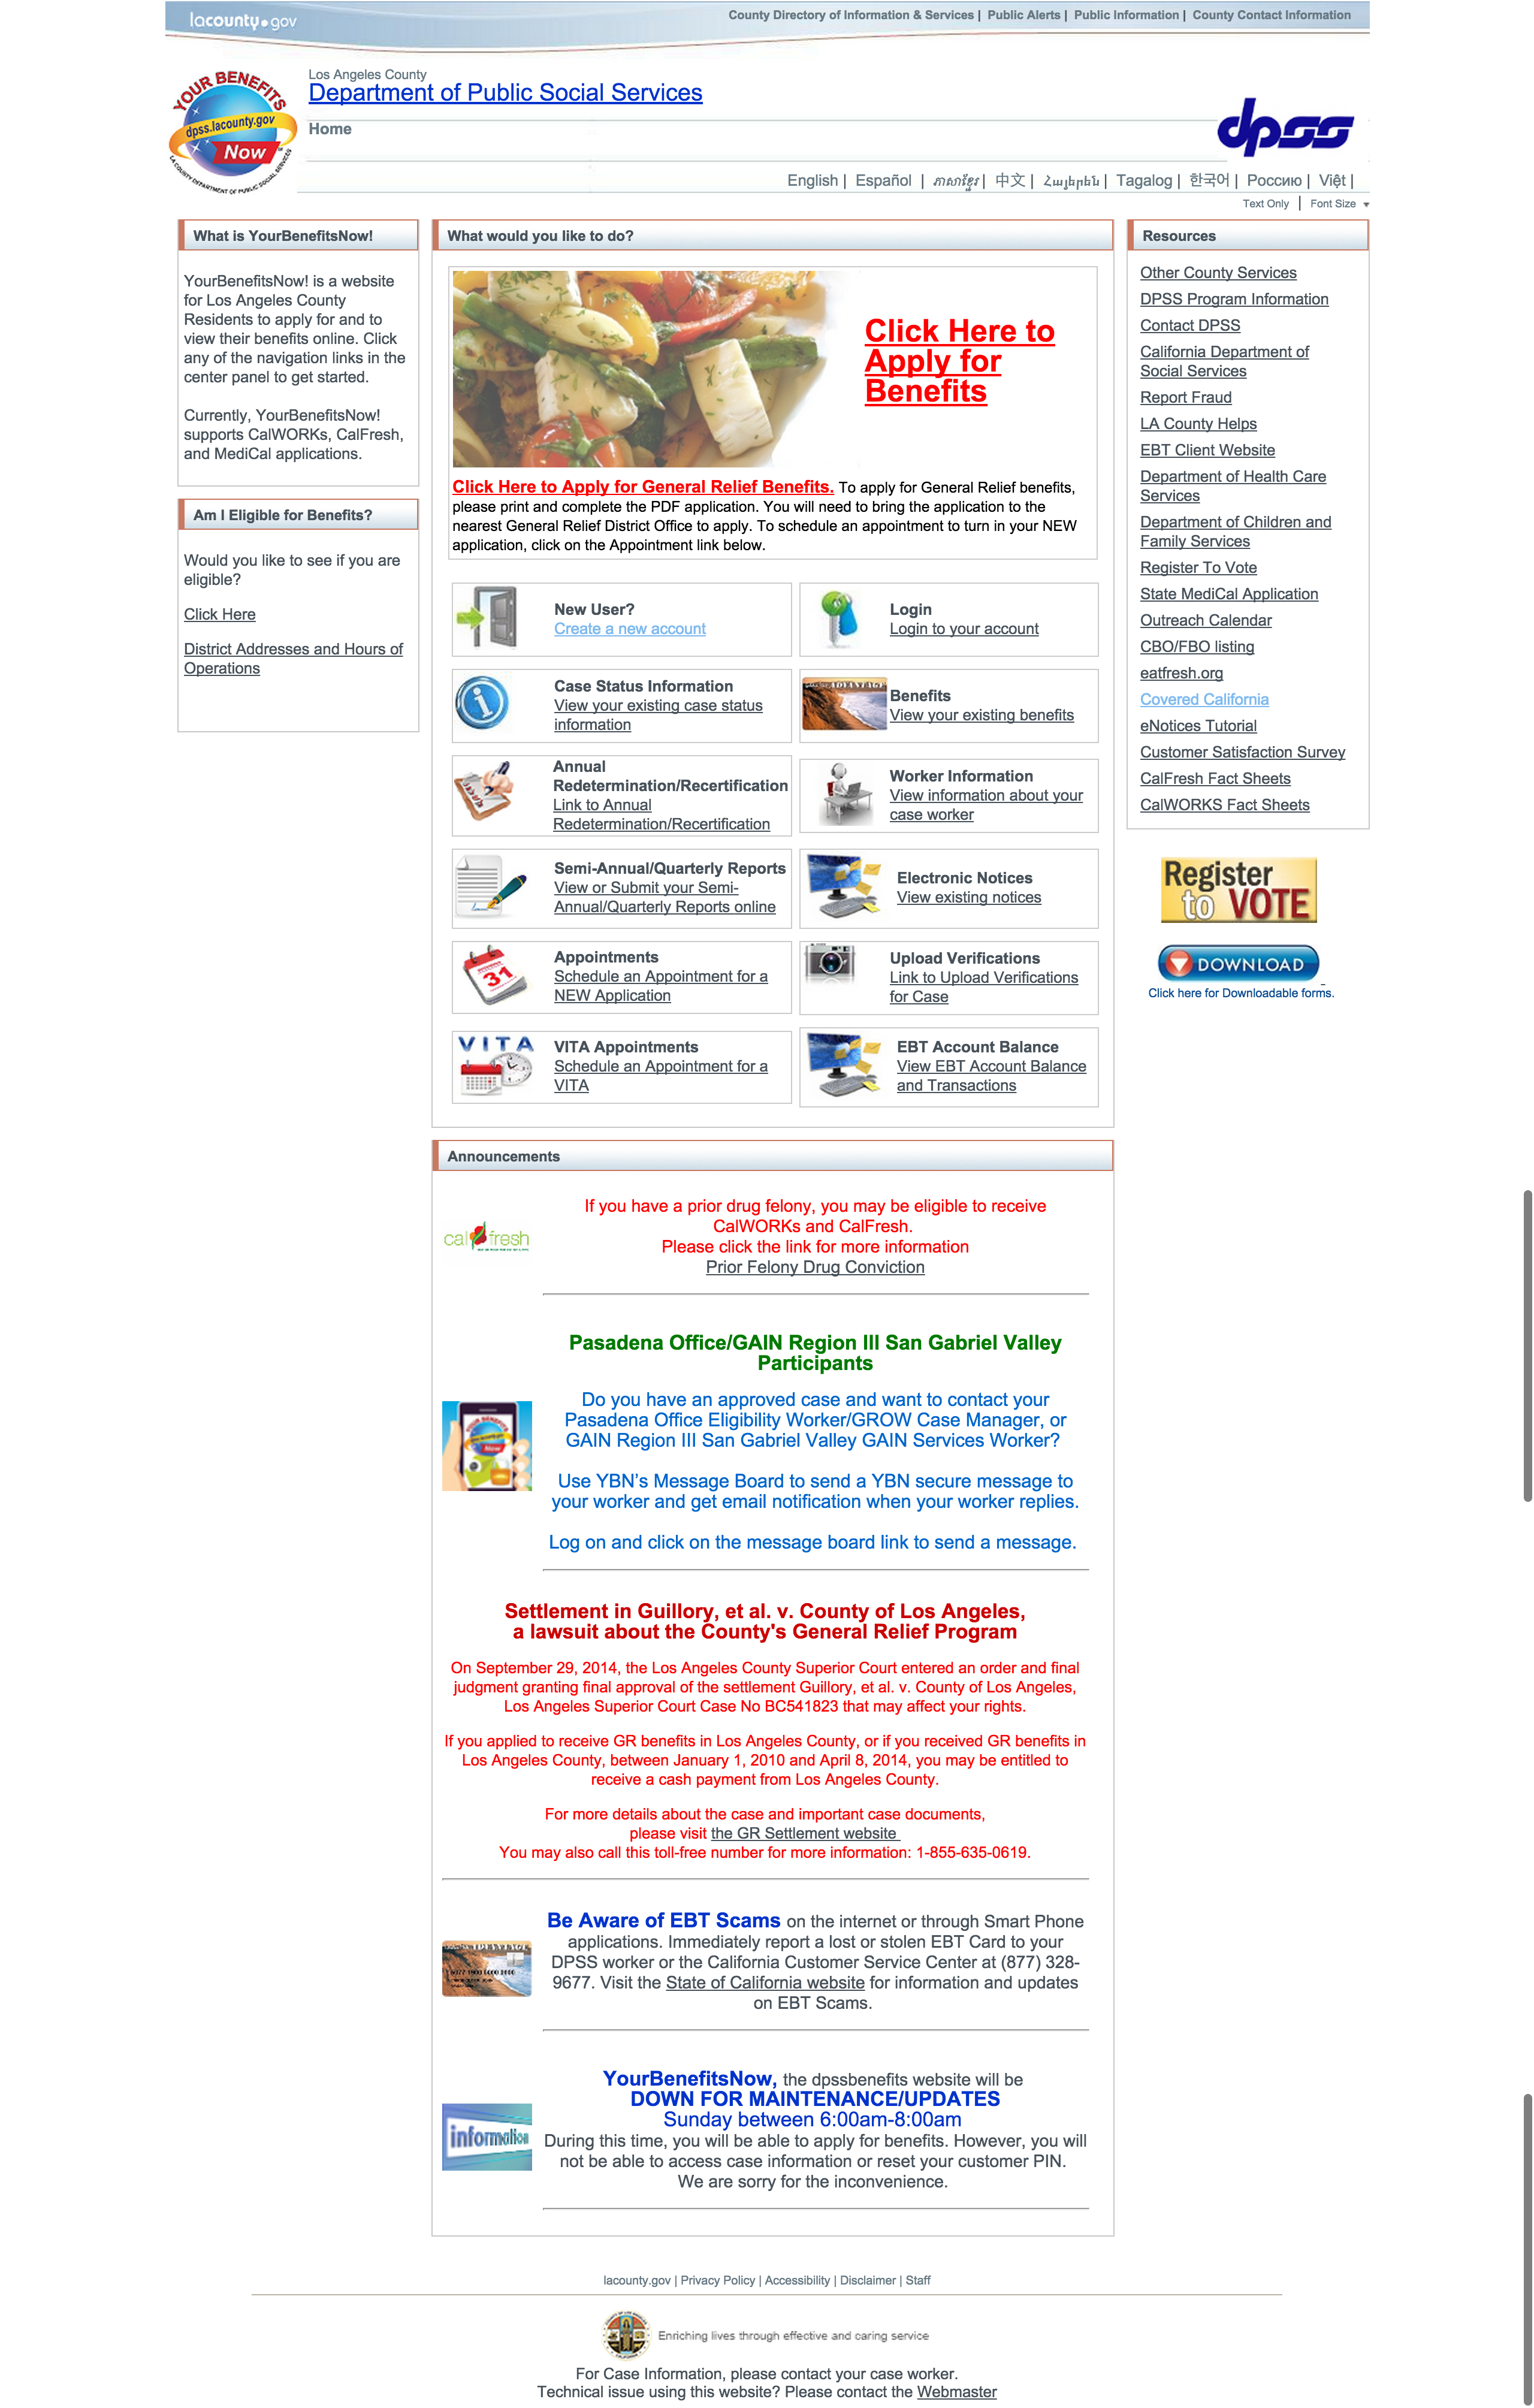 lacounty.gov
County Directory of Information & Services | Public Alerts | Public Information | County Contact Information
YOUR BENEFITS
dpss.lacounty.gov
Now
LA COUNTY DEPARTMENT OF PUBLIC SOCIAL SERVICES
Los Angeles County
Department of Public Social Services
Home
dpss
English | Español | ភាសាខ្មែរ | 中文 | Հայերեն | Tagalog | 한국어 | Россию | Việt |
Text Only | Font Size
What is YourBenefitsNow!
YourBenefitsNow! is a website
for Los Angeles County
Residents to apply for and to
view their benefits online. Click
any of the navigation links in the
center panel to get started.
Currently, YourBenefitsNow!
supports CalWORKs, CalFresh,
and MediCal applications.
Am I Eligible for Benefits?
Would you like to see if you are
eligible?
Click Here
District Addresses and Hours of
Operations
What would you like to do?
Click Here to
Apply for
Benefits
Click Here to Apply for General Relief Benefits. To apply for General Relief benefits,
please print and complete the PDF application. You will need to bring the application to the
nearest General Relief District Office to apply. To schedule an appointment to turn in your NEW
application, click on the Appointment link below.
New User?
Create a new account
Login
Login to your account
Case Status Information
View your existing case status
information
ADVANTAGE
Benefits
View your existing benefits
Annual
Redetermination/Recertification
Link to Annual
Redetermination/Recertification
Worker Information
View information about your
case worker
Semi-Annual/Quarterly Reports
View or Submit your Semi-
Annual/Quarterly Reports online
Electronic Notices
View existing notices
31
Appointments
Schedule an Appointment for a
NEW Application
Upload Verifications
Link to Upload Verifications
for Case
VITA
VITA Appointments
Schedule an Appointment for a
VITA
EBT Account Balance
View EBT Account Balance
and Transactions
Resources
Other County Services
DPSS Program Information
Contact DPSS
California Department of
Social Services
Report Fraud
LA County Helps
EBT Client Website
Department of Health Care
Services
Department of Children and
Family Services
Register To Vote
State MediCal Application
Outreach Calendar
CBO/FBO listing
eatfresh.org
Covered California
eNotices Tutorial
Customer Satisfaction Survey
CalFresh Fact Sheets
CalWORKS Fact Sheets
Register
to VOTE
DOWNLOAD
Click here for Downloadable forms.
Announcements
calfresh
If you have a prior drug felony, you may be eligible to receive
CalWORKs and CalFresh.
Please click the link for more information
Prior Felony Drug Conviction
Pasadena Office/GAIN Region III San Gabriel Valley
Participants
YOUR BENEFITS
Now
Do you have an approved case and want to contact your
Pasadena Office Eligibility Worker/GROW Case Manager, or
GAIN Region III San Gabriel Valley GAIN Services Worker?
Use YBN’s Message Board to send a YBN secure message to
your worker and get email notification when your worker replies.
Log on and click on the message board link to send a message.
Settlement in Guillory, et al. v. County of Los Angeles,
a lawsuit about the County's General Relief Program
On September 29, 2014, the Los Angeles County Superior Court entered an order and final
judgment granting final approval of the settlement Guillory, et al. v. County of Los Angeles,
Los Angeles Superior Court Case No BC541823 that may affect your rights.
If you applied to receive GR benefits in Los Angeles County, or if you received GR benefits in
Los Angeles County, between January 1, 2010 and April 8, 2014, you may be entitled to
receive a cash payment from Los Angeles County.
For more details about the case and important case documents,
please visit the GR Settlement website
You may also call this toll-free number for more information: 1-855-635-0619.
Be Aware of EBT Scams on the internet or through Smart Phone
applications. Immediately report a lost or stolen EBT Card to your
DPSS worker or the California Customer Service Center at (877) 328-
9677. Visit the State of California website for information and updates
on EBT Scams.
YourBenefitsNow, the dpssbenefits website will be
DOWN FOR MAINTENANCE/UPDATES
Sunday between 6:00am-8:00am
information
During this time, you will be able to apply for benefits. However, you will
not be able to access case information or reset your customer PIN.
We are sorry for the inconvenience.
lacounty.gov | Privacy Policy | Accessibility | Disclaimer | Staff
Enriching lives through effective and caring service
For Case Information, please contact your case worker.
Technical issue using this website? Please contact the Webmaster